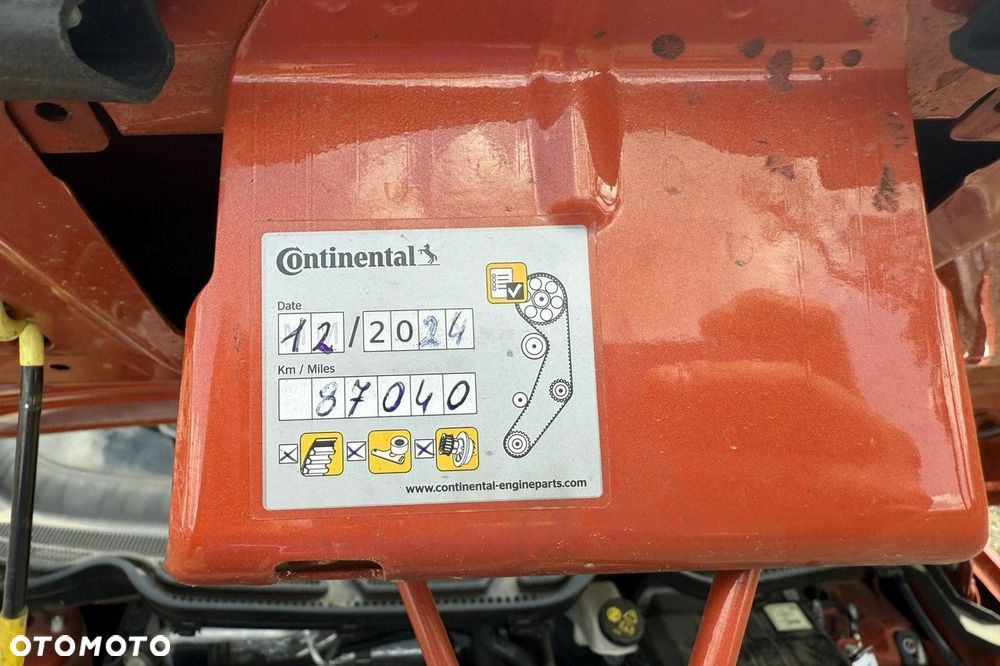 Continental
Date
12/2024
Km / Miles
87040
www.continental-engineparts.com
OTOMOTO